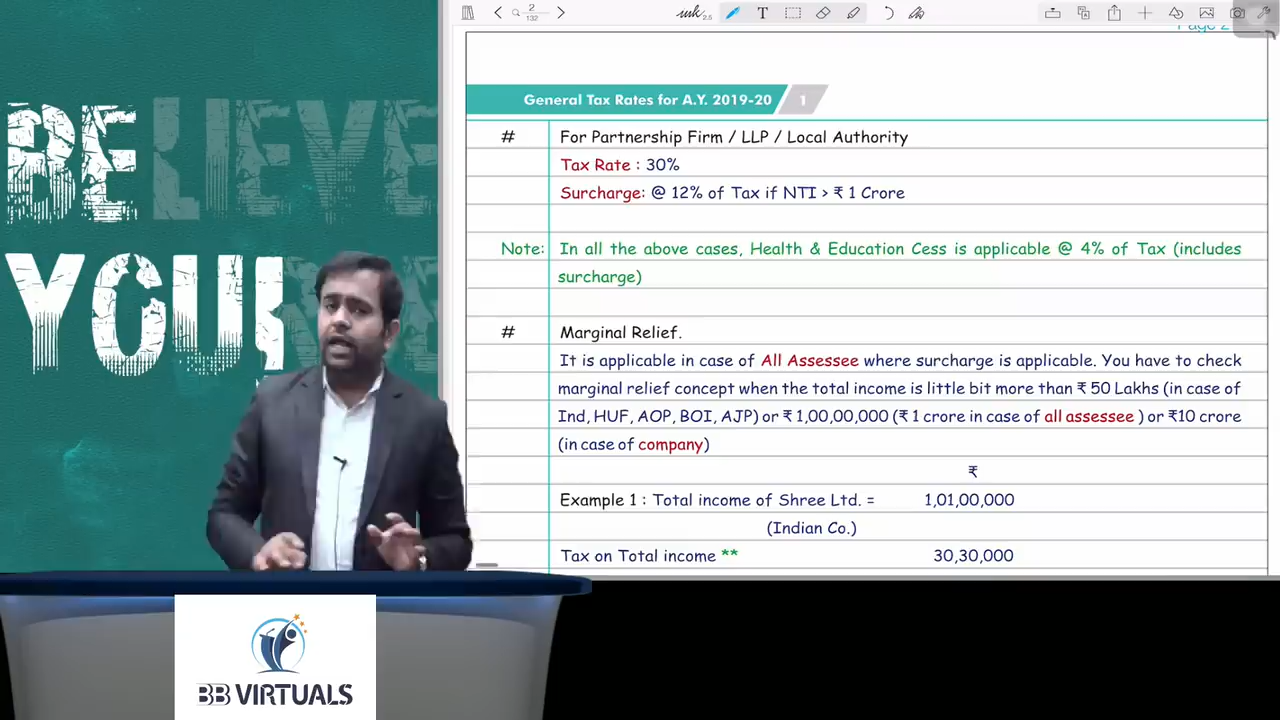 2
132
2.5
T
Page 2
BELIEVE
YOU
General Tax Rates for A.Y. 2019-20 1
# For Partnership Firm / LLP / Local Authority
Tax Rate : 30%
Surcharge: @ 12% of Tax if NTI > ₹ 1 Crore
Note: In all the above cases, Health & Education Cess is applicable @ 4% of Tax (includes
surcharge)
# Marginal Relief.
It is applicable in case of All Assessee where surcharge is applicable. You have to check
marginal relief concept when the total income is little bit more than ₹ 50 Lakhs (in case of
Ind, HUF, AOP, BOI, AJP) or ₹ 1,00,00,000 (₹ 1 crore in case of all assessee ) or ₹10 crore
(in case of company)
₹
Example 1 : Total income of Shree Ltd. = 1,01,00,000
(Indian Co.)
Tax on Total income ** 30,30,000
BB VIRTUALS